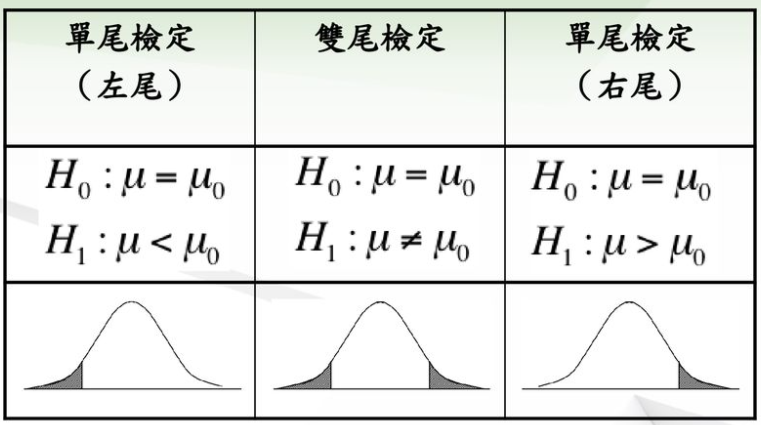 單尾檢定
（左尾）
雙尾檢定
單尾檢定
（右尾）
H₀ : μ = μ₀
H₁ : μ < μ₀
H₀ : μ = μ₀
H₁ : μ ≠ μ₀
H₀ : μ = μ₀
H₁ : μ > μ₀